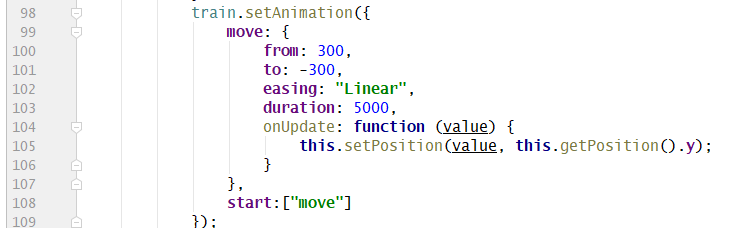 98 train.setAnimation({
99 move: {
100 from: 300,
101 to: -300,
102 easing: "Linear",
103 duration: 5000,
104 onUpdate: function (value) {
105 this.setPosition(value, this.getPosition().y);
106 }
107 },
108 start:["move"]
109 });